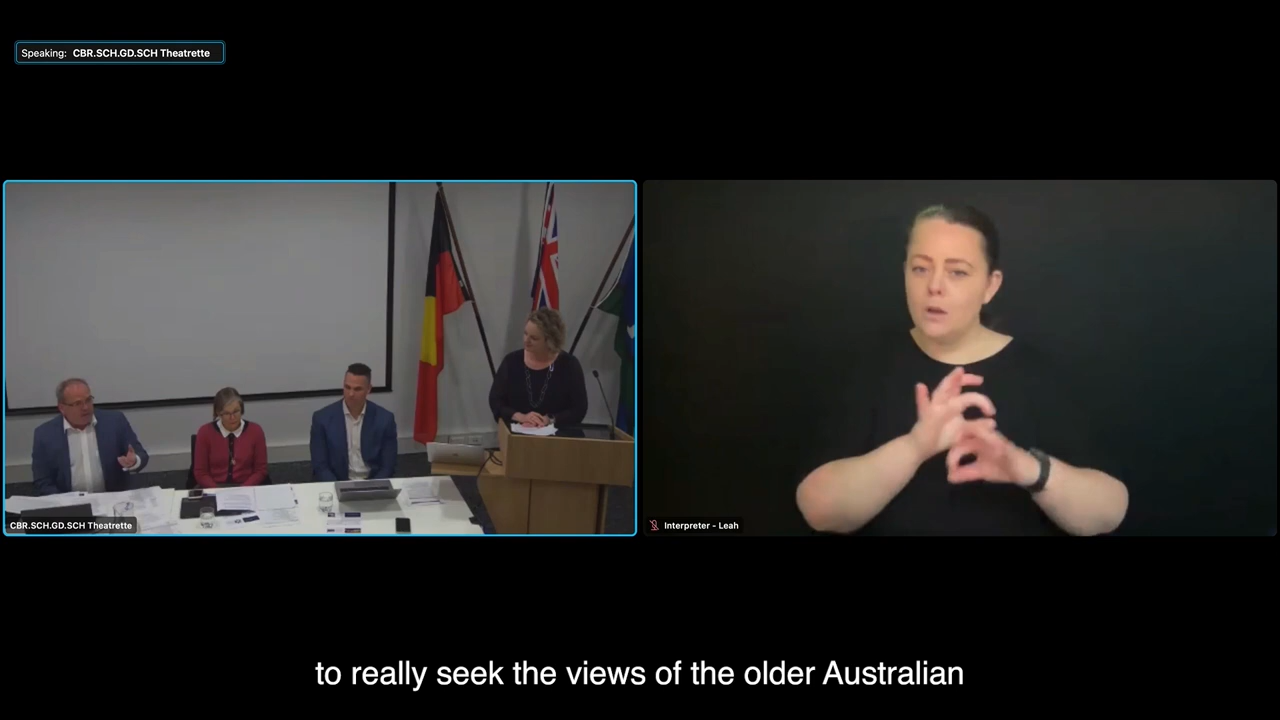 Speaking: CBR.SCH.GD.SCH Theatrette
CBR.SCH.GD.SCH Theatrette
Interpreter - Leah
to really seek the views of the older Australian